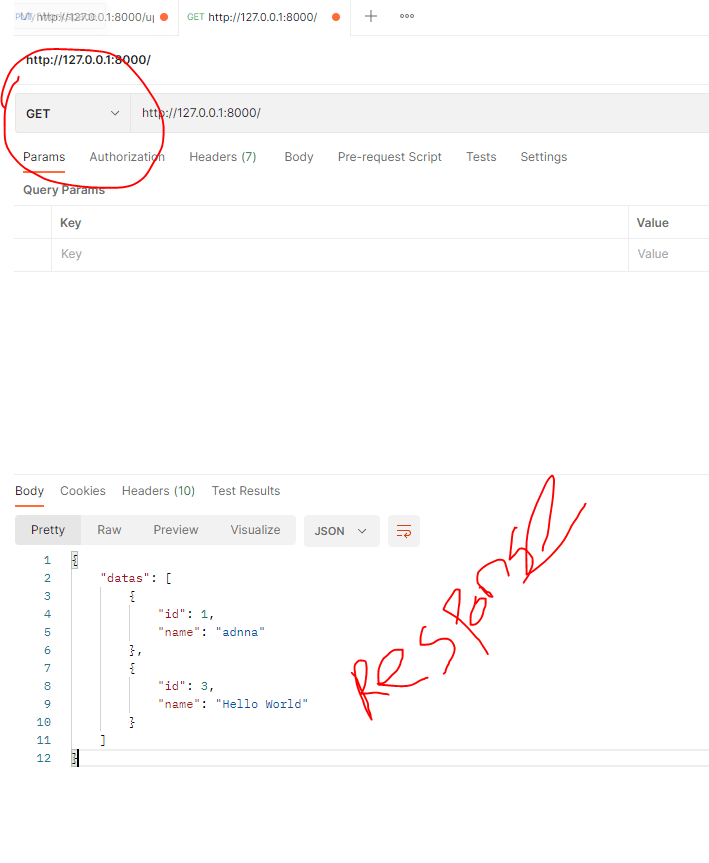 http://127.0.0.1:8000/up
GET http://127.0.0.1:8000/
http://127.0.0.1:8000/
GET http://127.0.0.1:8000/
Params Authorization Headers (7) Body Pre-request Script Tests Settings
Query Params
Key Value
Key Value
Body Cookies Headers (10) Test Results
Pretty Raw Preview Visualize JSON
1 {
2 "datas": [
3 {
4 "id": 1,
5 "name": "adnna"
6 },
7 {
8 "id": 3,
9 "name": "Hello World"
10 }
11 ]
12 }
Response